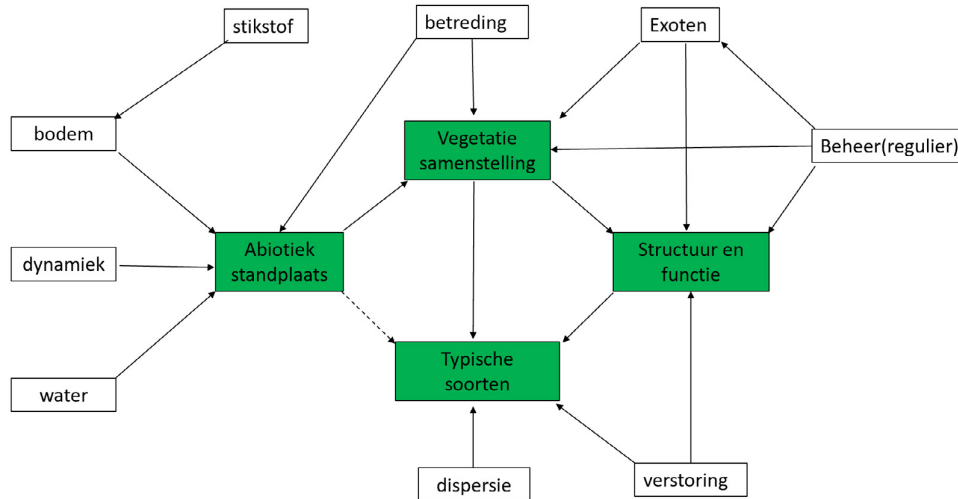 stikstof
betreding
Exoten
bodem
Vegetatie
samenstelling
Beheer(regulier)
dynamiek
Abiotiek
standplaats
Structuur en
functie
water
Typische
soorten
dispersie
verstoring